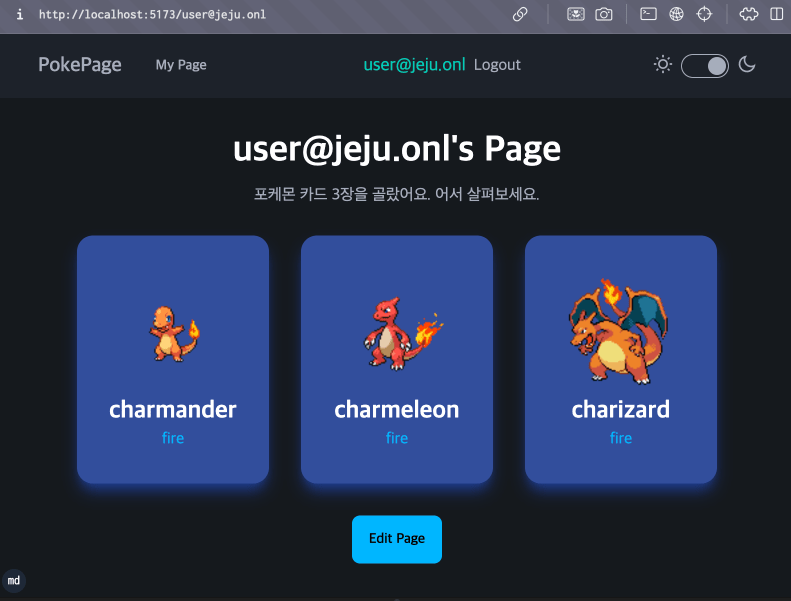 http://localhost:5173/user@jeju.onl
PokePage My Page user@jeju.onl Logout
user@jeju.onl's Page
포케몬 카드 3장을 골랐어요. 어서 살펴보세요.
charmander charmeleon charizard
fire fire fire
Edit Page
md